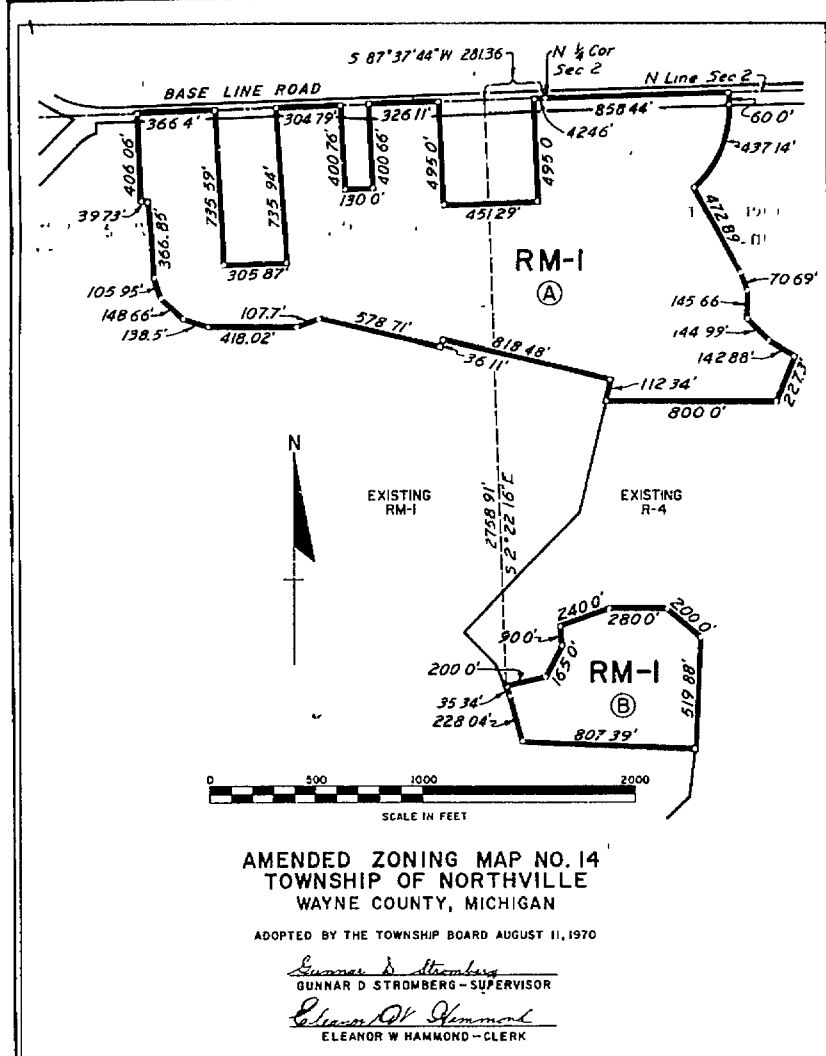 S 87°37'44"W 281.36
N ¼ Cor
Sec 2
N Line Sec 2
BASE LINE ROAD
366 4'
304.79'
326.11'
858 44'
42 46'
60 0'
437.14'
406 06'
735 59'
735 94'
400 76'
400 66'
495 0'
495 0
130 0'
451.29'
39 73'
366.85'
305 87'
472.89
RM-1
A
70 69'
145 66
144 99'
142 88'
227.3'
105 95'
148 66'
138.5'
418.02'
107.7'
578 71'
818 48'
36 11'
112 34'
800 0'
N
EXISTING
RM-1
EXISTING
R-4
2758 91'
S 2°22'16"E
240 0'
280 0'
200 0'
90 0'
165 0'
200 0'
RM-1
B
35 34'
228 04'
519 88'
807 39'
0 500 1000 2000
SCALE IN FEET
AMENDED ZONING MAP NO. 14
TOWNSHIP OF NORTHVILLE
WAYNE COUNTY, MICHIGAN
ADOPTED BY THE TOWNSHIP BOARD AUGUST 11, 1970
Gunnar D Stromberg
GUNNAR D STROMBERG - SUPERVISOR
Eleanor W Hammond
ELEANOR W HAMMOND - CLERK